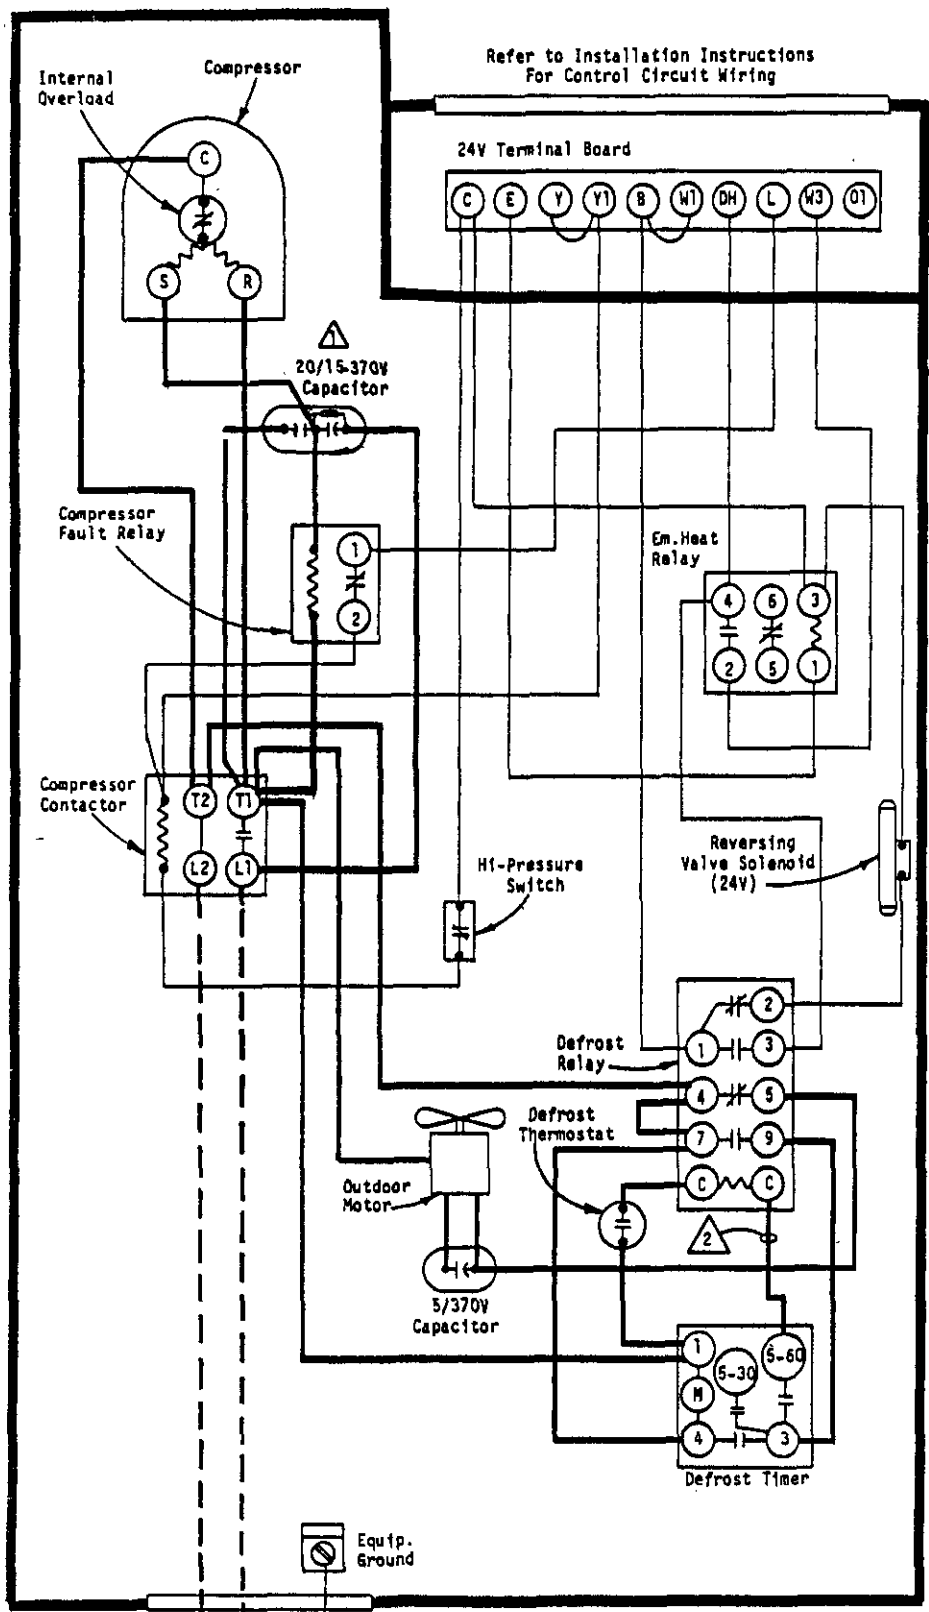 Refer to Installation Instructions
For Control Circuit Wiring
Internal
Overload
Compressor
24V Terminal Board
C E Y Y1 B W1 DH L W3 O1
C
S R
1
20/15-370V
Capacitor
Compressor
Fault Relay
1
2
Em.Heat
Relay
4 6 3
2 5 1
Compressor
Contactor
T2 T1
L2 L1
Hi-Pressure
Switch
Reversing
Valve Solenoid
(24V)
Defrost
Relay
2
1 3
4 5
7 9
C C
Defrost
Thermostat
Outdoor
Motor
2
5/370V
Capacitor
1 5-30 5-60
M
4 3
Defrost Timer
Equip.
Ground